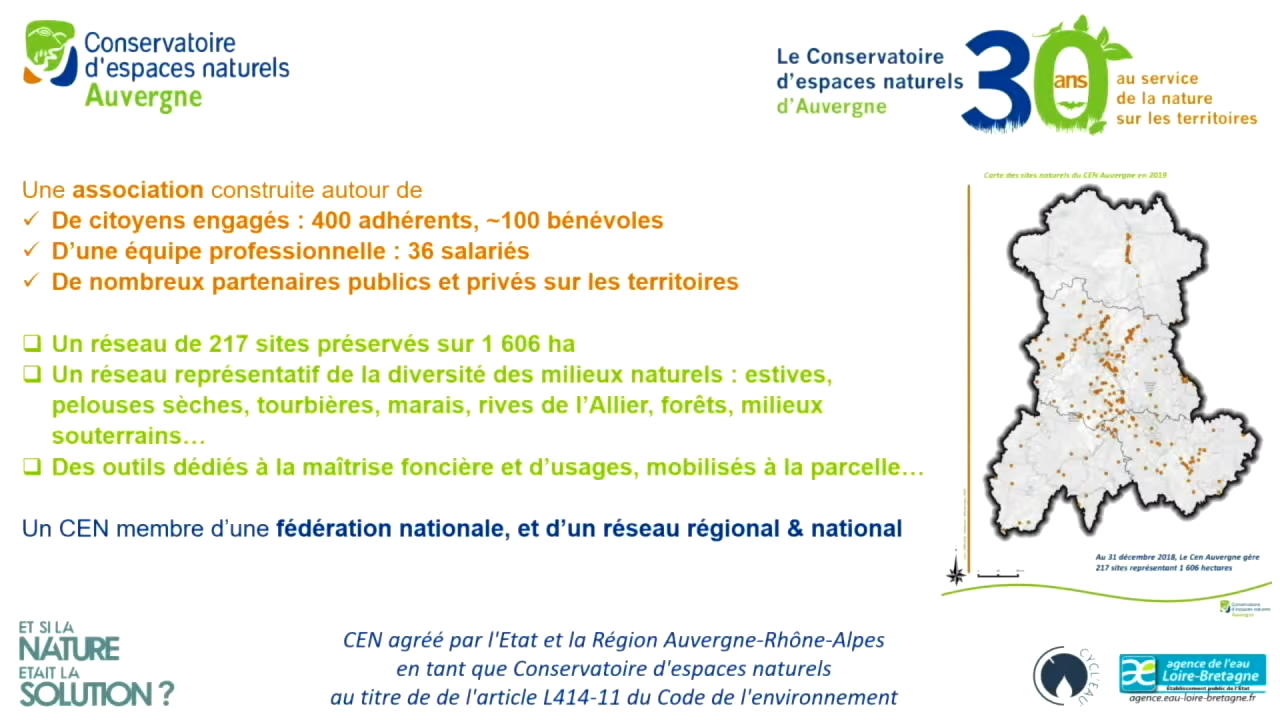 Conservatoire
d'espaces naturels
Auvergne
Le Conservatoire
d'espaces naturels
d'Auvergne
30
ans
au service
de la nature
sur les territoires
Une association construite autour de
✓ De citoyens engagés : 400 adhérents, ~100 bénévoles
✓ D'une équipe professionnelle : 36 salariés
✓ De nombreux partenaires publics et privés sur les territoires
❑ Un réseau de 217 sites préservés sur 1 606 ha
❑ Un réseau représentatif de la diversité des milieux naturels : estives,
pelouses sèches, tourbières, marais, rives de l'Allier, forêts, milieux
souterrains…
❑ Des outils dédiés à la maîtrise foncière et d'usages, mobilisés à la parcelle…
Un CEN membre d'une fédération nationale, et d'un réseau régional & national
Carte des sites naturels du CEN Auvergne en 2019
Au 31 décembre 2018, Le Cen Auvergne gère
217 sites représentant 1 606 hectares
Conservatoire
d'espaces naturels
Auvergne
ET SI LA
NATURE
ETAIT LA
SOLUTION ?
CEN agréé par l'Etat et la Région Auvergne-Rhône-Alpes
en tant que Conservatoire d'espaces naturels
au titre de de l'article L414-11 du Code de l'environnement
CYCL'EAU
agence de l'eau
Loire-Bretagne
Établissement public de l'État
agence.eau-loire-bretagne.fr